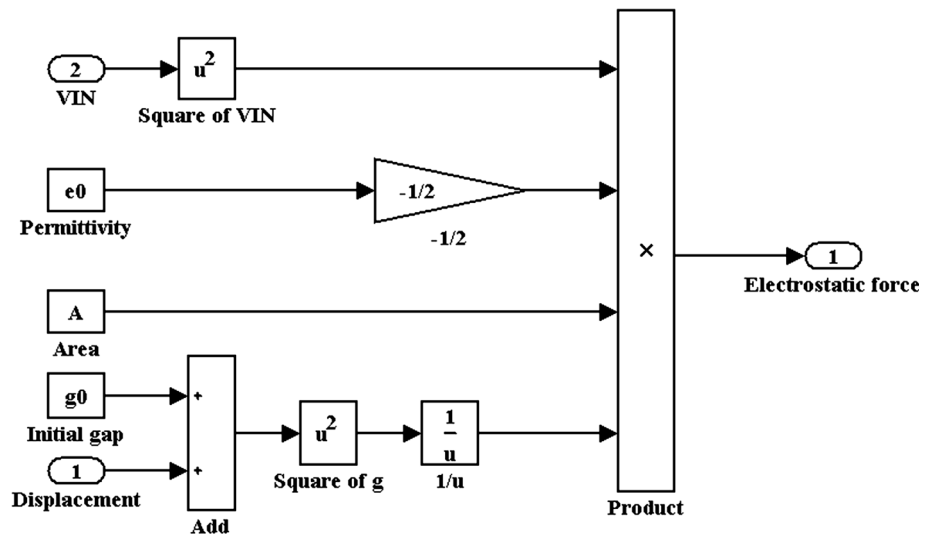 2
u²
VIN
Square of VIN
e0
-1/2
Permittivity
-1/2
×
1
Electrostatic force
A
Area
g0
+
Initial gap
u²
1
u
1
+
Square of g
1/u
Displacement
Add
Product